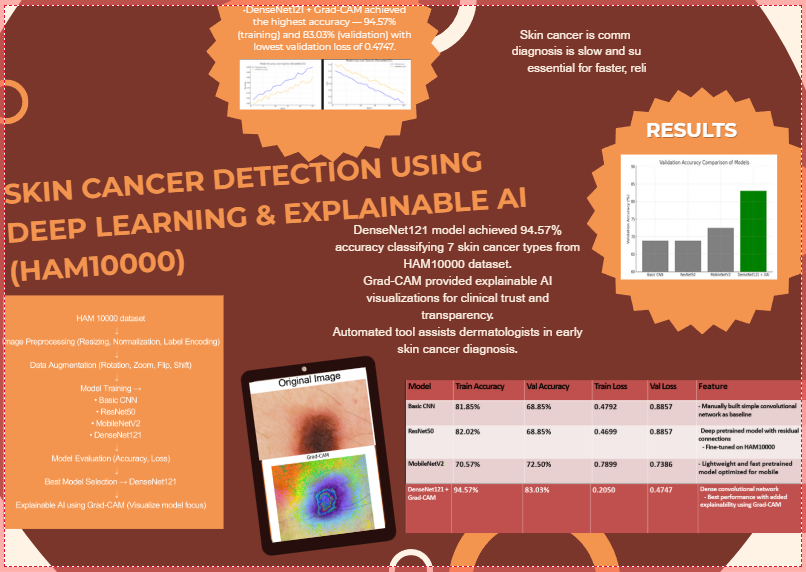 •DenseNet121 + Grad-CAM achieved
the highest accuracy — 94.57%
(training) and 83.03% (validation) with
lowest validation loss of 0.4747.
Skin cancer is comm
diagnosis is slow and su
essential for faster, reli
RESULTS
Validation Accuracy Comparison of Models
Validation Accuracy (%)
90
85
80
75
70
65
60
Basic CNN ResNet50 MobileNetV2 DenseNet121 + XAI
SKIN CANCER DETECTION USING
DEEP LEARNING & EXPLAINABLE AI
(HAM10000)
DenseNet121 model achieved 94.57%
accuracy classifying 7 skin cancer types from
HAM10000 dataset.
Grad-CAM provided explainable AI
visualizations for clinical trust and
transparency.
Automated tool assists dermatologists in early
skin cancer diagnosis.
HAM 10000 dataset
↓
mage Preprocessing (Resizing, Normalization, Label Encoding)
↓
Data Augmentation (Rotation, Zoom, Flip, Shift)
↓
Model Training →
• Basic CNN
• ResNet50
• MobileNetV2
• DenseNet121
↓
Model Evaluation (Accuracy, Loss)
↓
Best Model Selection → DenseNet121
↓
Explainable AI using Grad-CAM (Visualize model focus)
Original Image
Grad-CAM
Model Train Accuracy Val Accuracy Train Loss Val Loss Feature
Basic CNN 81.85% 68.85% 0.4792 0.8857 - Manually built simple convolutional
network as baseline
ResNet50 82.02% 68.85% 0.4699 0.8857 Deep pretrained model with residual
connections
- Fine-tuned on HAM10000
MobileNetV2 70.57% 72.50% 0.7899 0.7386 - Lightweight and fast pretrained
model optimized for mobile
DenseNet121 + 94.57% 83.03% 0.2050 0.4747 Dense convolutional network
Grad-CAM - Best performance with added
explainability using Grad-CAM